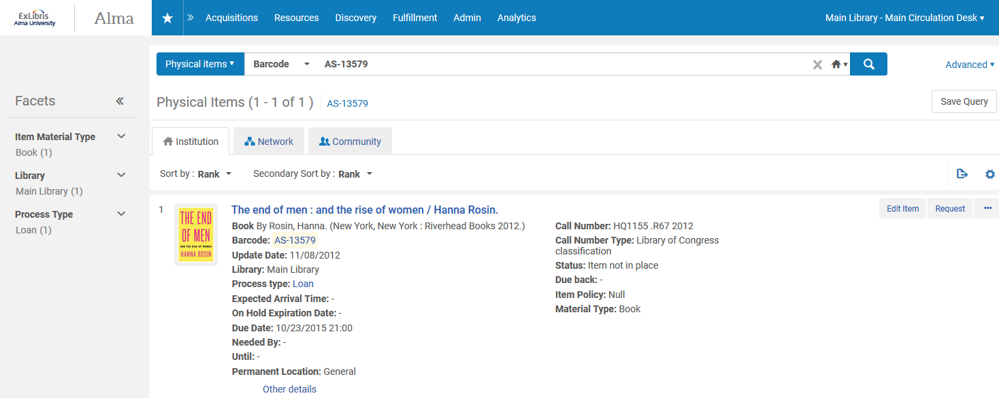 ExLibris
Alma University
Alma
Acquisitions Resources Discovery Fulfillment Admin Analytics
Main Library - Main Circulation Desk
Physical items Barcode AS-13579
Advanced
Facets
Physical Items (1 - 1 of 1 ) AS-13579
Save Query
Item Material Type
Book (1)
Library
Main Library (1)
Process Type
Loan (1)
Institution Network Community
Sort by : Rank Secondary Sort by : Rank
1
THE END
OF MEN
AND THE RISE OF WOMEN
HANNA ROSIN
The end of men : and the rise of women / Hanna Rosin.
Edit Item Request
Book By Rosin, Hanna. (New York, New York : Riverhead Books 2012.)
Barcode: AS-13579
Update Date: 11/08/2012
Library: Main Library
Process type: Loan
Expected Arrival Time: -
On Hold Expiration Date: -
Due Date: 10/23/2015 21:00
Needed By: -
Until: -
Permanent Location: General
Other details
Call Number: HQ1155 .R67 2012
Call Number Type: Library of Congress
classification
Status: Item not in place
Due back: -
Item Policy: Null
Material Type: Book